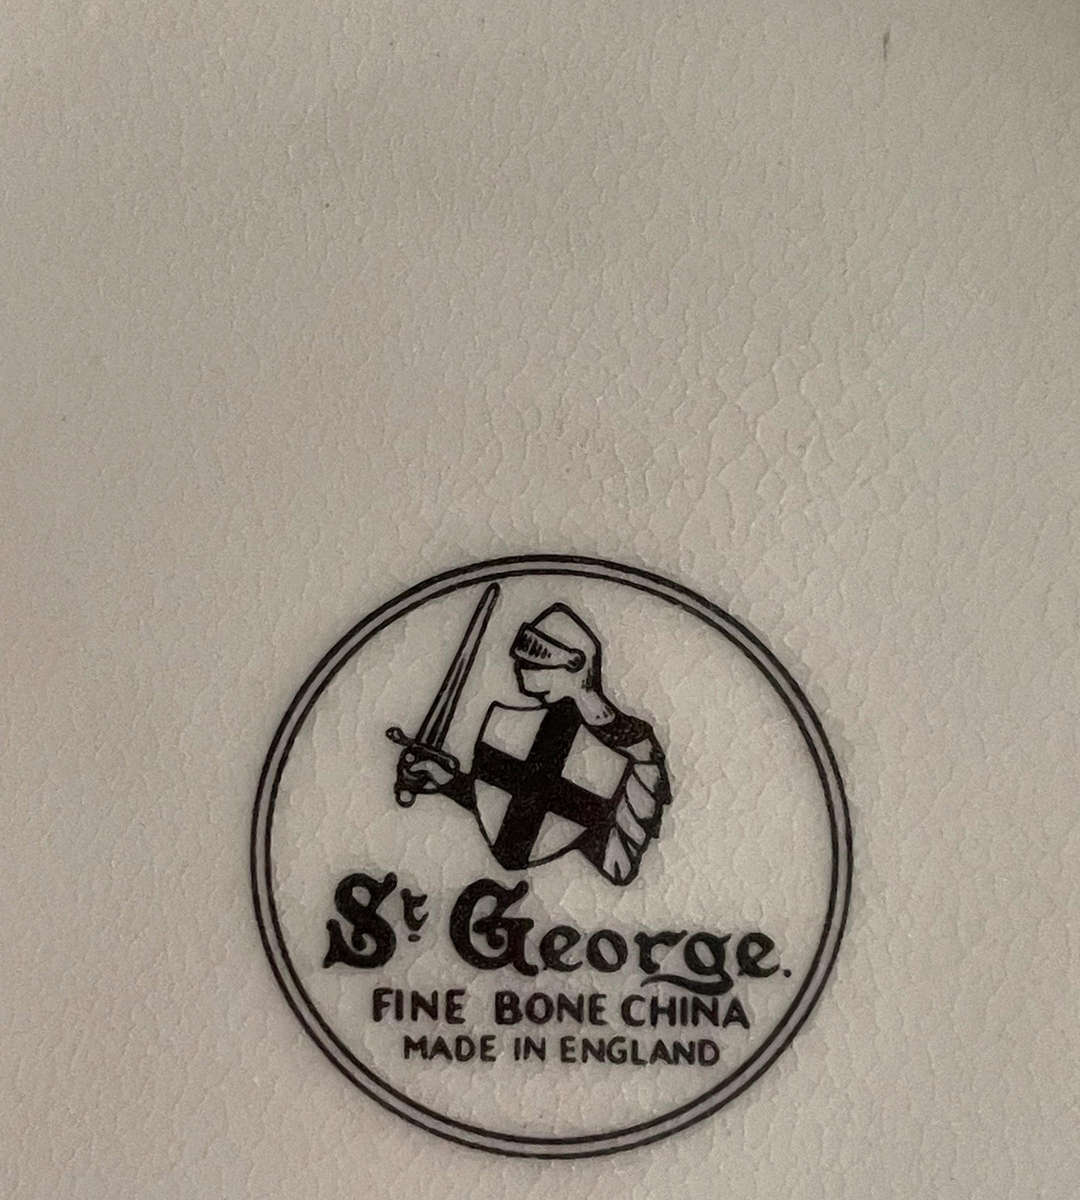 St George.
FINE BONE CHINA
MADE IN ENGLAND